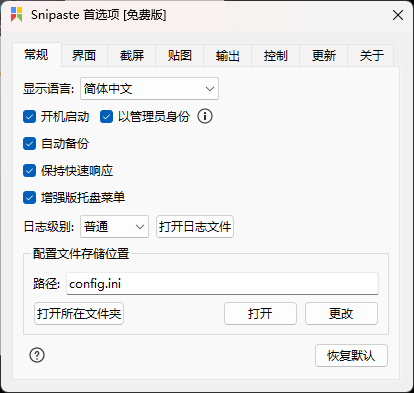 Snipaste 首选项 [免费版]
常规 界面 截屏 贴图 输出 控制 更新 关于
显示语言: 简体中文
开机启动 以管理员身份
自动备份
保持快速响应
增强版托盘菜单
日志级别: 普通 打开日志文件
配置文件存储位置
路径: config.ini
打开所在文件夹 打开 更改
恢复默认